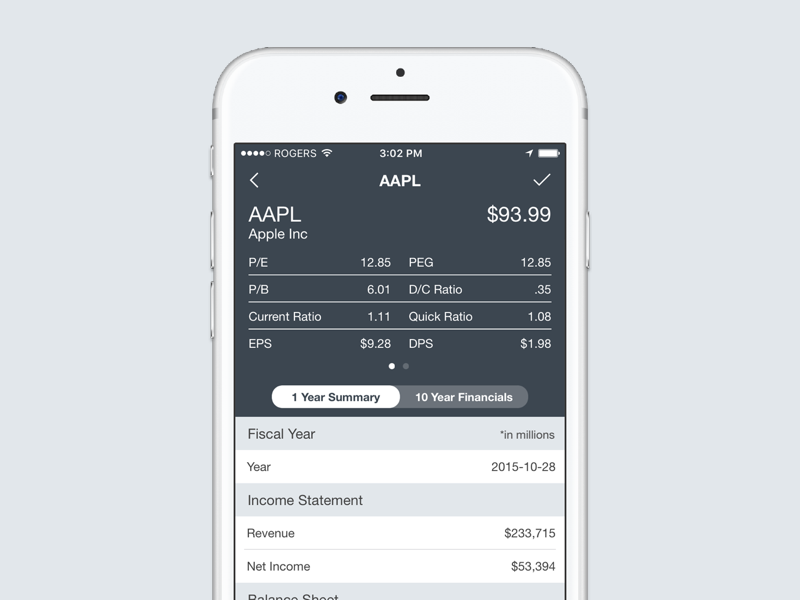 ROGERS 3:02 PM
AAPL
AAPL $93.99
Apple Inc
P/E 12.85 PEG 12.85
P/B 6.01 D/C Ratio .35
Current Ratio 1.11 Quick Ratio 1.08
EPS $9.28 DPS $1.98
1 Year Summary 10 Year Financials
Fiscal Year *in millions
Year 2015-10-28
Income Statement
Revenue $233,715
Net Income $53,394
Balance Sheet